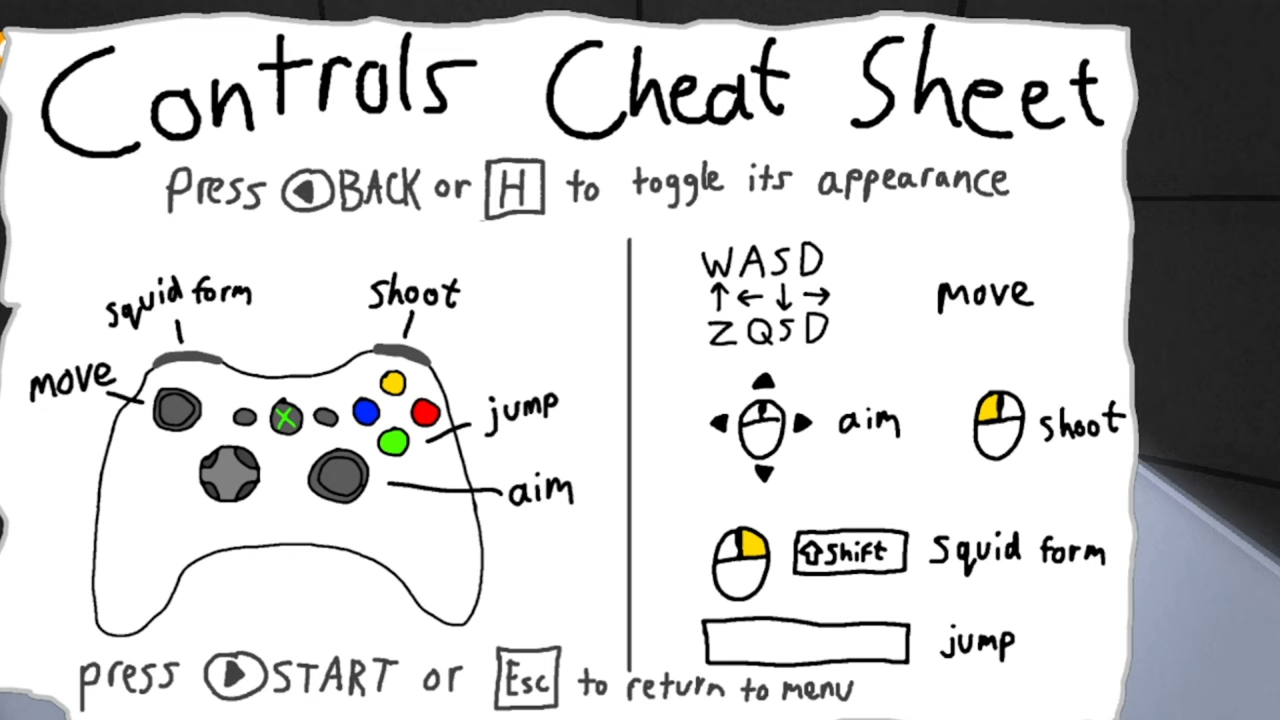 Controls Cheat Sheet
Press BACK or H to toggle its appearance
squid form
shoot
move
jump
aim
WASD
↑←↓→
ZQSD
move
aim
shoot
⇧Shift
Squid form
jump
press START or Esc to return to menu